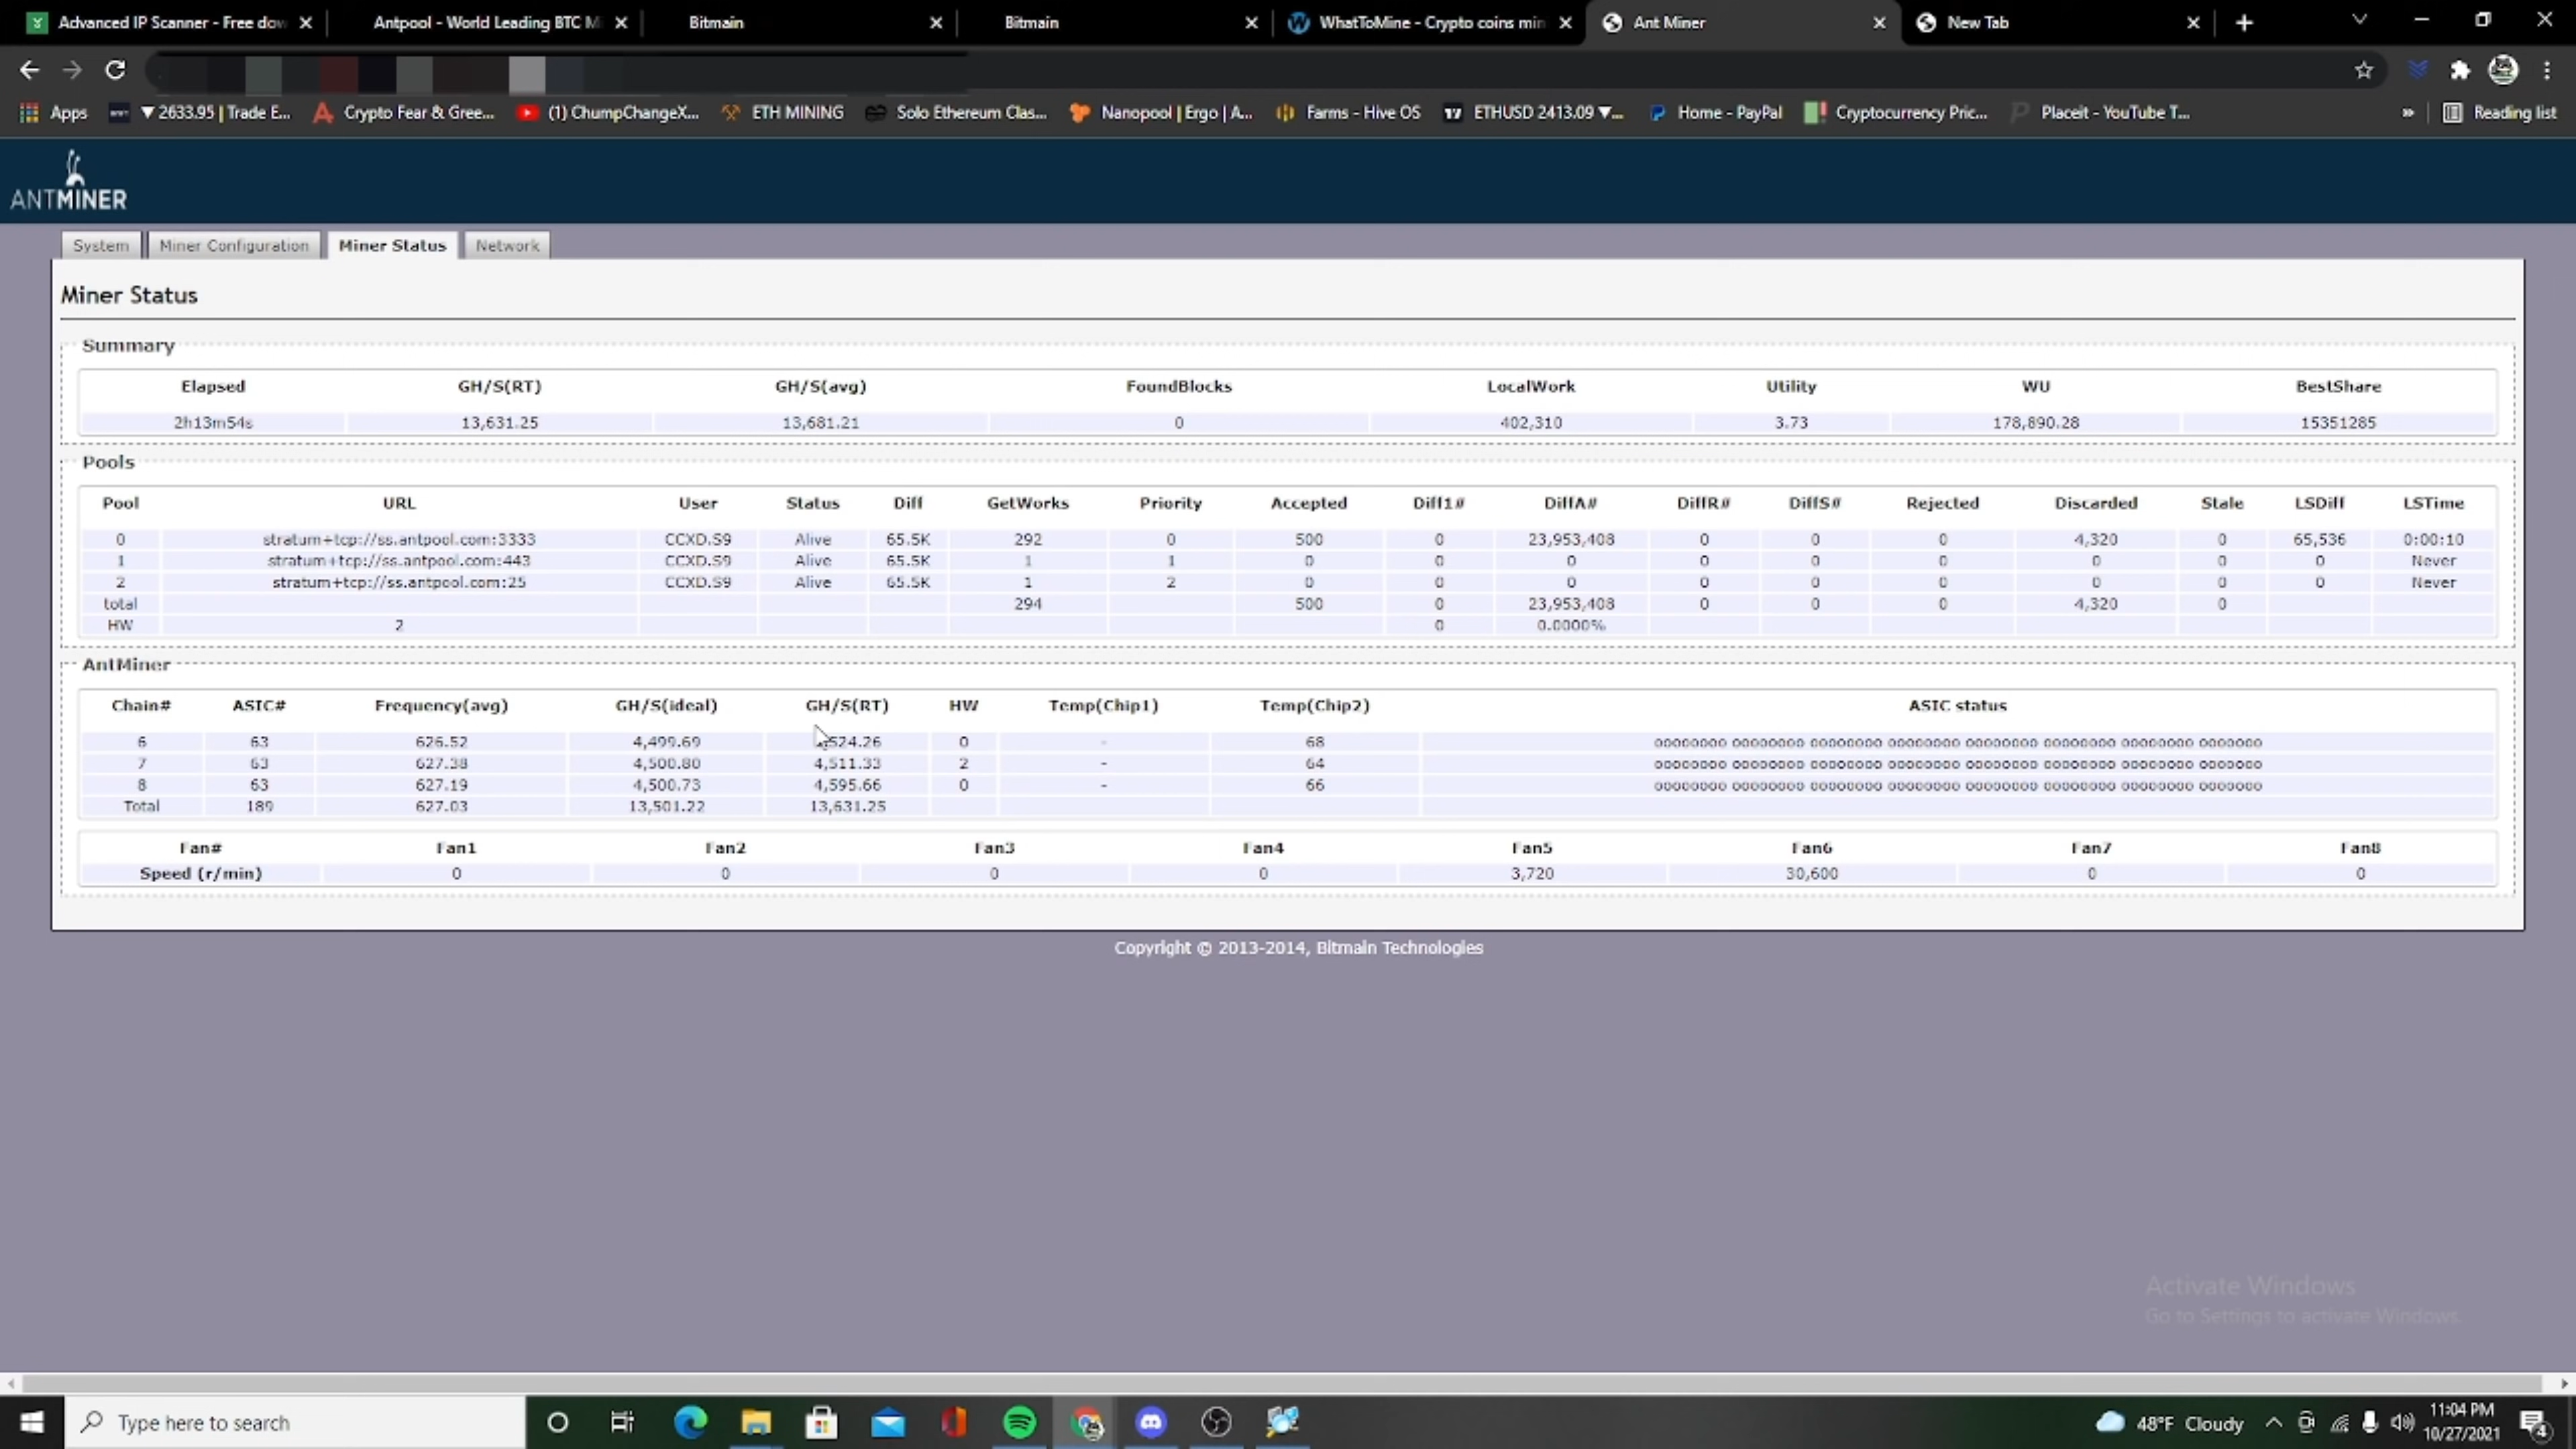 Advanced IP Scanner - Free dow
Antpool - World Leading BTC M
Bitmain
Bitmain
WhatToMine - Crypto coins min
Ant Miner
New Tab
Apps
▼ 2633.95 | Trade E...
Crypto Fear & Gree...
(1) ChumpChangeX...
ETH MINING
Solo Ethereum Clas...
Nanopool | Ergo | A...
Farms - Hive OS
ETHUSD 2413.09 ▼...
Home - PayPal
Cryptocurrency Pric...
Placeit - YouTube T...
»
Reading list
ANTMINER
System Miner Configuration Miner Status Network
Miner Status
Summary
Elapsed GH/S(RT) GH/S(avg) FoundBlocks LocalWork Utility WU BestShare
2h13m54s 13,631.25 13,681.21 0 402,310 3.73 178,890.28 15351285
Pools
Pool URL User Status Diff GetWorks Priority Accepted Diff1# DiffA# DiffR# DiffS# Rejected Discarded Stale LSDiff LSTime
0 stratum+tcp://ss.antpool.com:3333 CCXD.S9 Alive 65.5K 292 0 500 0 23,953,408 0 0 0 4,320 0 65,536 0:00:10
1 stratum+tcp://ss.antpool.com:443 CCXD.S9 Alive 65.5K 1 1 0 0 0 0 0 0 0 0 0 Never
2 stratum+tcp://ss.antpool.com:25 CCXD.S9 Alive 65.5K 1 2 0 0 0 0 0 0 0 0 0 Never
total 294 500 0 23,953,408 0 0 0 4,320 0
HW 2 0 0.0000%
AntMiner
Chain# ASIC# Frequency(avg) GH/S(ideal) GH/S(RT) HW Temp(Chip1) Temp(Chip2) ASIC status
6 63 626.52 4,499.69 524.26 0 - 68 oooooooo oooooooo oooooooo oooooooo oooooooo oooooooo oooooooo ooooooo
7 63 627.38 4,500.80 4,511.33 2 - 64 oooooooo oooooooo oooooooo oooooooo oooooooo oooooooo oooooooo ooooooo
8 63 627.19 4,500.73 4,595.66 0 - 66 oooooooo oooooooo oooooooo oooooooo oooooooo oooooooo oooooooo ooooooo
Total 189 627.03 13,501.22 13,631.25
Fan# Fan1 Fan2 Fan3 Fan4 Fan5 Fan6 Fan7 Fan8
Speed (r/min) 0 0 0 0 3,720 30,600 0 0
Copyright © 2013-2014, Bitmain Technologies
Activate Windows
Go to Settings to activate Windows.
Type here to search
48°F Cloudy
11:04 PM
10/27/2021
4